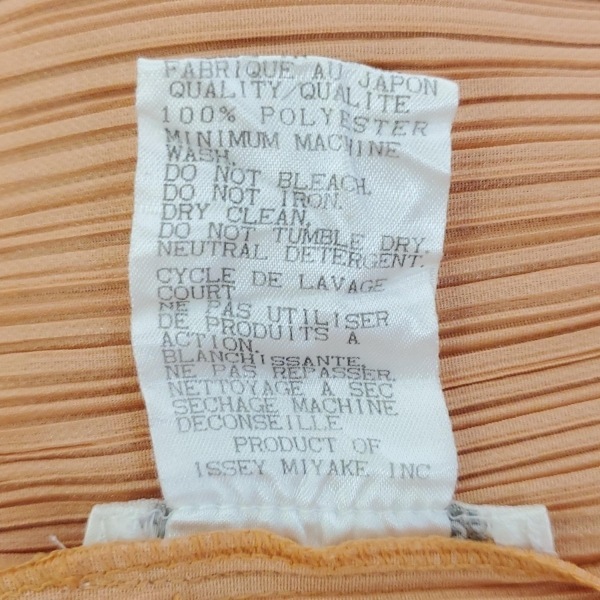 FABRIQUE AU JAPON
QUALITY/QUALITE
100% POLYESTER
MINIMUM MACHINE
WASH.
DO NOT BLEACH.
DO NOT IRON.
DRY CLEAN.
DO NOT TUMBLE DRY.
NEUTRAL DETERGENT.
CYCLE DE LAVAGE
COURT
NE PAS UTILISER
DE PRODUITS A
ACTION
BLANCHISSANTE.
NE PAS REPASSER.
NETTOYAGE A SEC
SECHAGE MACHINE
DECONSEILLE
PRODUCT OF
ISSEY MIYAKE INC